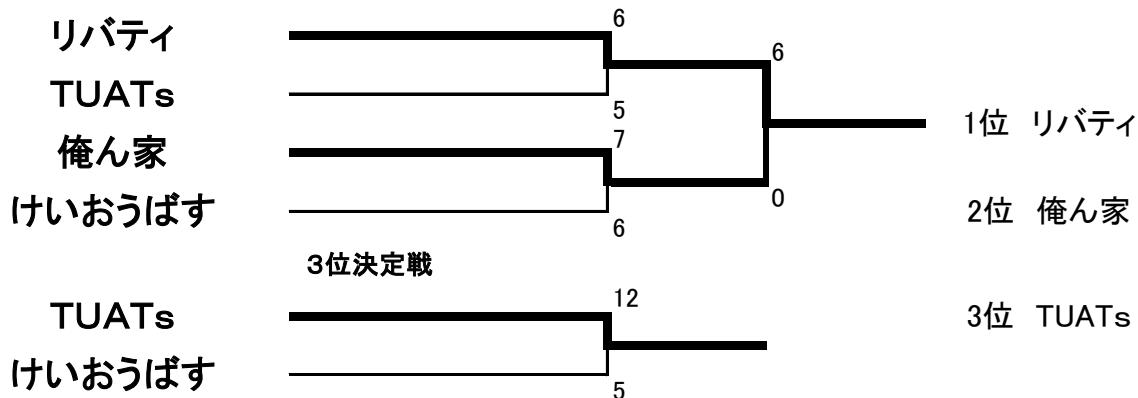 リバティ
6
TUATs
5
6
俺ん家
7
けいおうばす
6
0
1位 リバティ
2位 俺ん家
3位 TUATs
3位決定戦
TUATs
12
けいおうばす
5